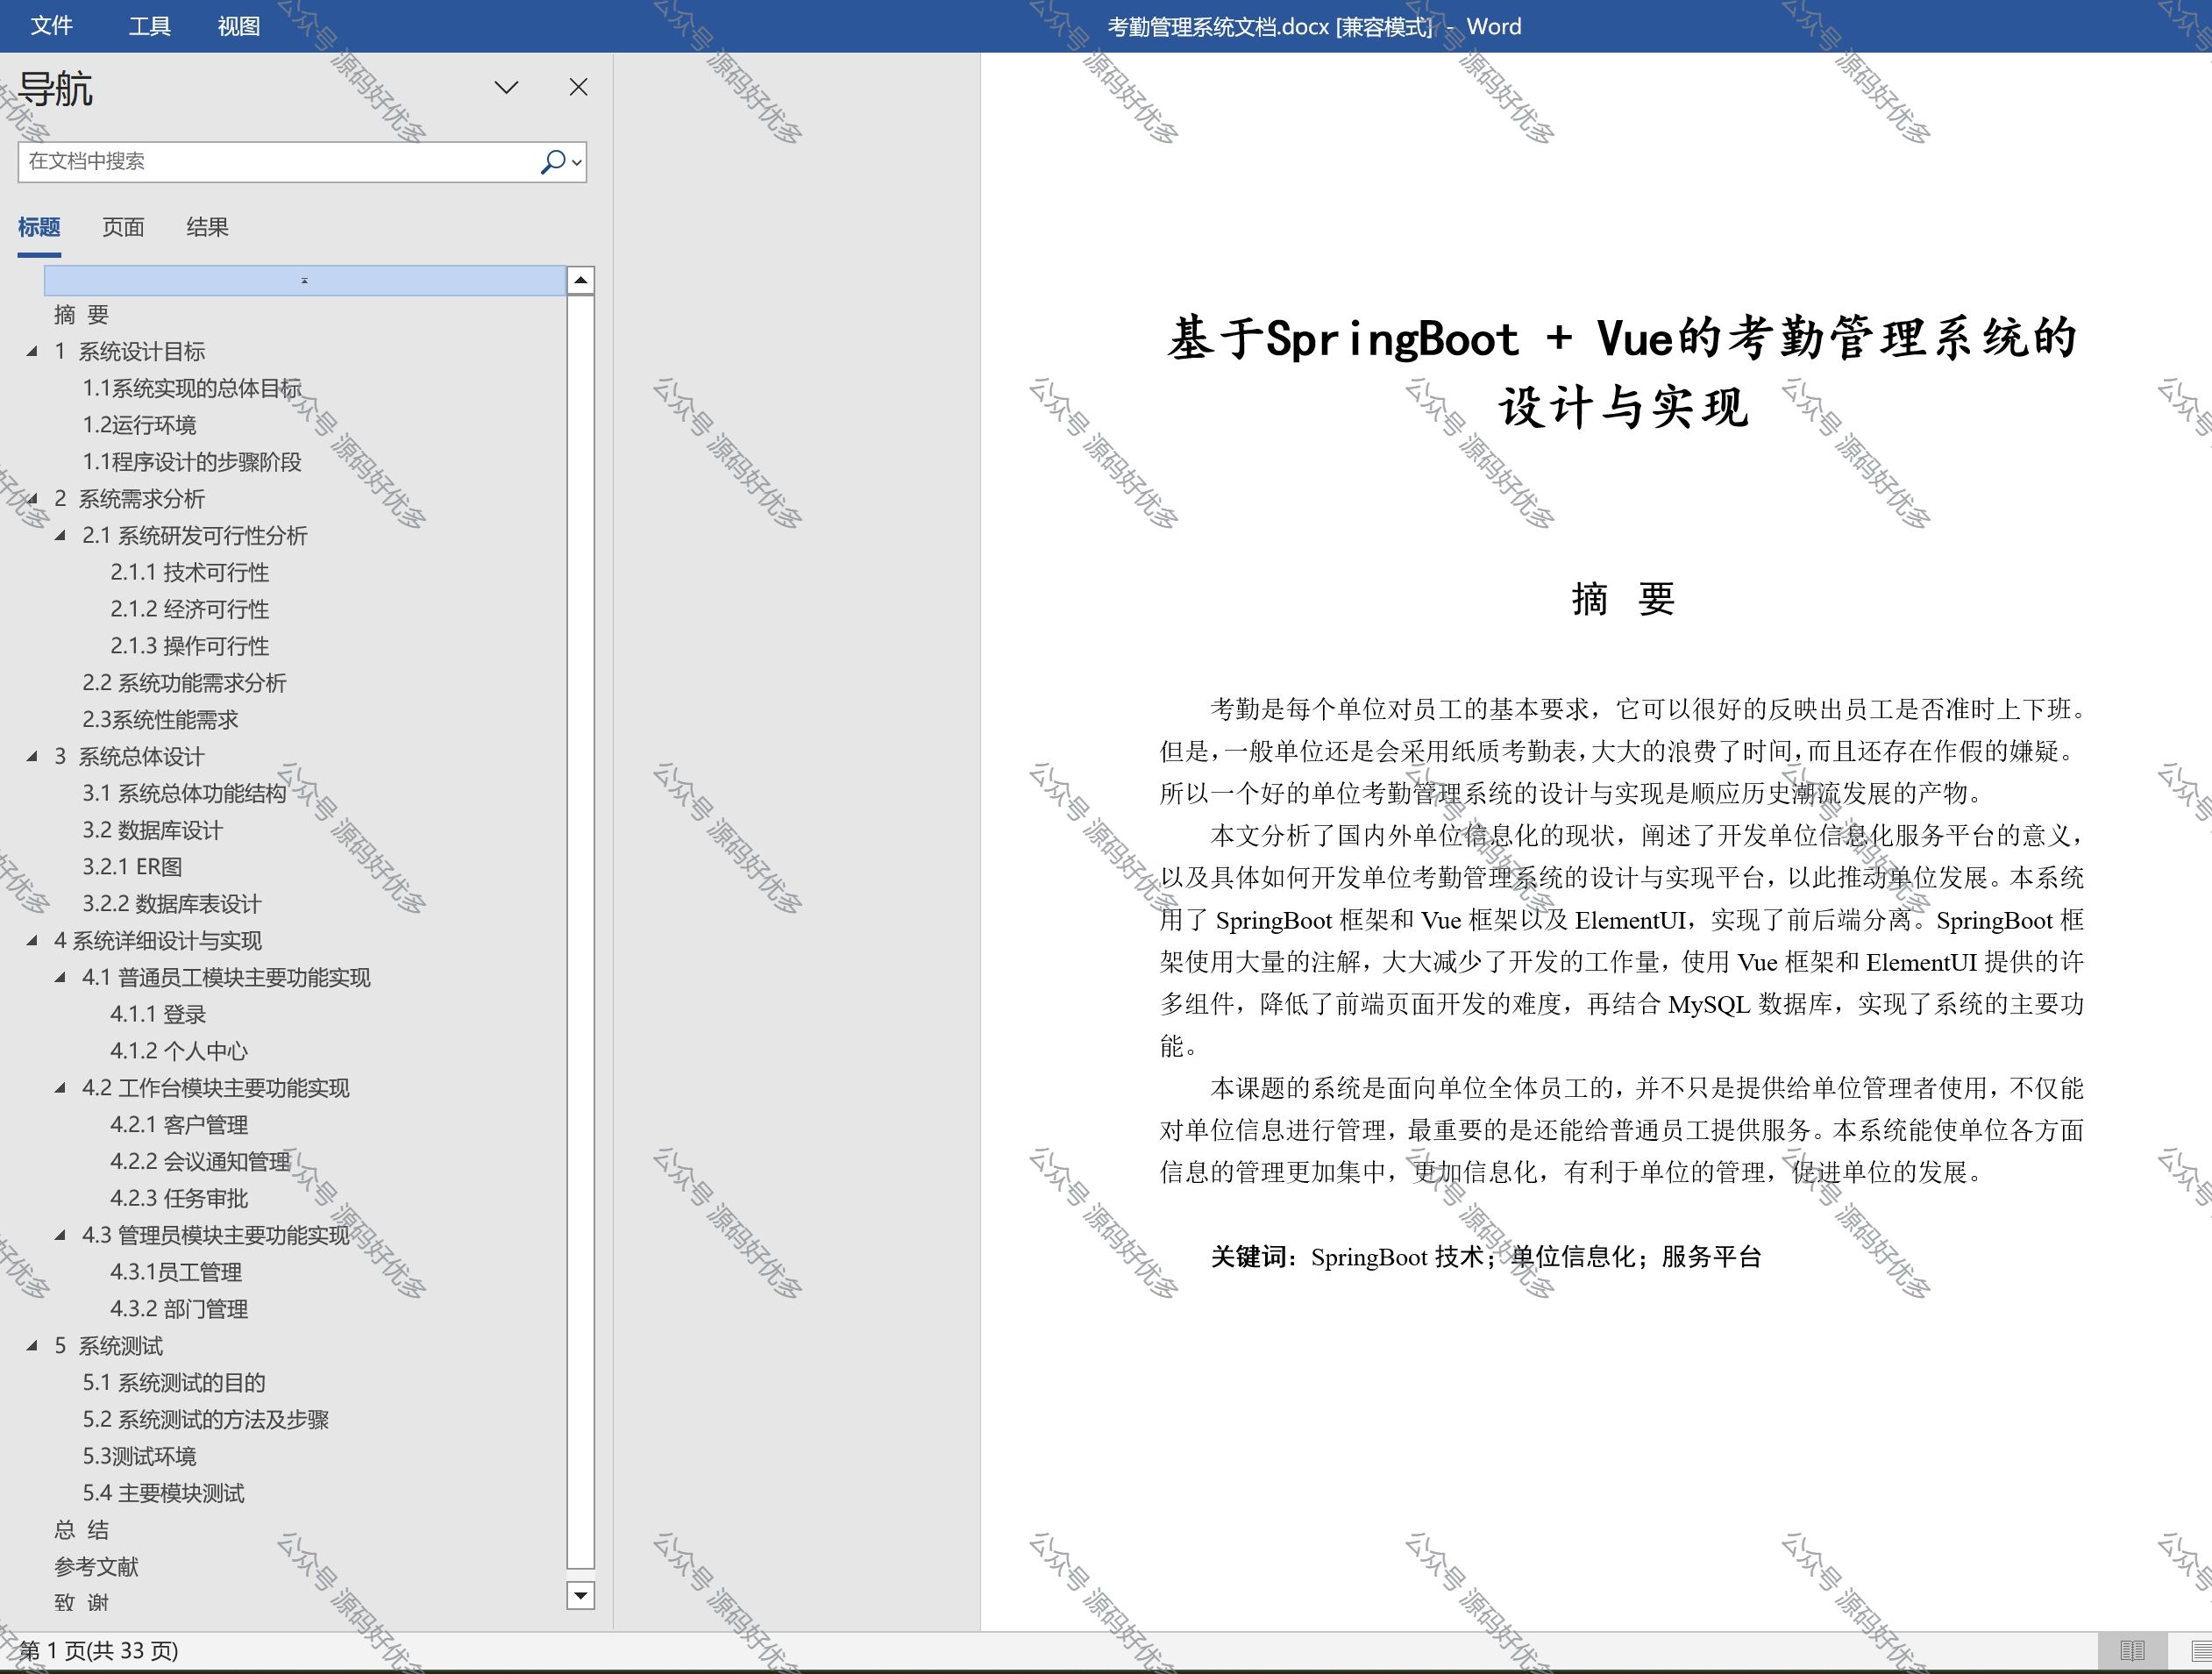 文件 工具 视图 考勤管理系统文档.docx [兼容模式] - Word
导航
在文档中搜索
标题 页面 结果
摘 要
1 系统设计目标
1.1系统实现的总体目标
1.2运行环境
1.1程序设计的步骤阶段
2 系统需求分析
2.1 系统研发可行性分析
2.1.1 技术可行性
2.1.2 经济可行性
2.1.3 操作可行性
2.2 系统功能需求分析
2.3系统性能需求
3 系统总体设计
3.1 系统总体功能结构
3.2 数据库设计
3.2.1 ER图
3.2.2 数据库表设计
4 系统详细设计与实现
4.1 普通员工模块主要功能实现
4.1.1 登录
4.1.2 个人中心
4.2 工作台模块主要功能实现
4.2.1 客户管理
4.2.2 会议通知管理
4.2.3 任务审批
4.3 管理员模块主要功能实现
4.3.1员工管理
4.3.2 部门管理
5 系统测试
5.1 系统测试的目的
5.2 系统测试的方法及步骤
5.3测试环境
5.4 主要模块测试
总 结
参考文献
致 谢
第 1 页(共 33 页)
基于SpringBoot + Vue的考勤管理系统的
设计与实现
摘 要
考勤是每个单位对员工的基本要求，它可以很好的反映出员工是否准时上下班。
但是，一般单位还是会采用纸质考勤表，大大的浪费了时间，而且还存在作假的嫌疑。
所以一个好的单位考勤管理系统的设计与实现是顺应历史潮流发展的产物。
本文分析了国内外单位信息化的现状，阐述了开发单位信息化服务平台的意义，
以及具体如何开发单位考勤管理系统的设计与实现平台，以此推动单位发展。本系统
用了 SpringBoot 框架和 Vue 框架以及 ElementUI，实现了前后端分离。SpringBoot 框
架使用大量的注解，大大减少了开发的工作量，使用 Vue 框架和 ElementUI 提供的许
多组件，降低了前端页面开发的难度，再结合 MySQL 数据库，实现了系统的主要功
能。
本课题的系统是面向单位全体员工的，并不只是提供给单位管理者使用，不仅能
对单位信息进行管理，最重要的是还能给普通员工提供服务。本系统能使单位各方面
信息的管理更加集中，更加信息化，有利于单位的管理，促进单位的发展。
关键词：SpringBoot 技术；单位信息化；服务平台
公众号 源码好优多